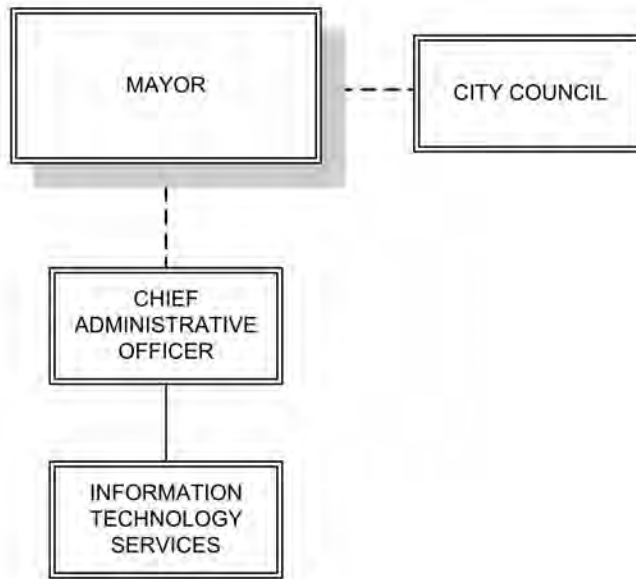 MAYOR
CITY COUNCIL
CHIEF
ADMINISTRATIVE
OFFICER
INFORMATION
TECHNOLOGY
SERVICES